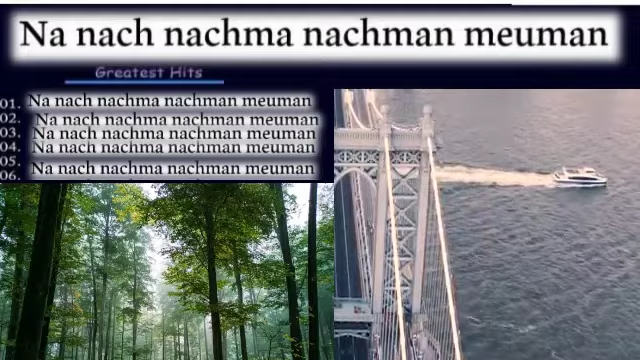 Na nach nachma nachman meuman
Greatest Hits
01. Na nach nachma nachman meuman
02. Na nach nachma nachman meuman
03. Na nach nachma nachman meuman
04. Na nach nachma nachman meuman
05. Na nach nachma nachman meuman
06.